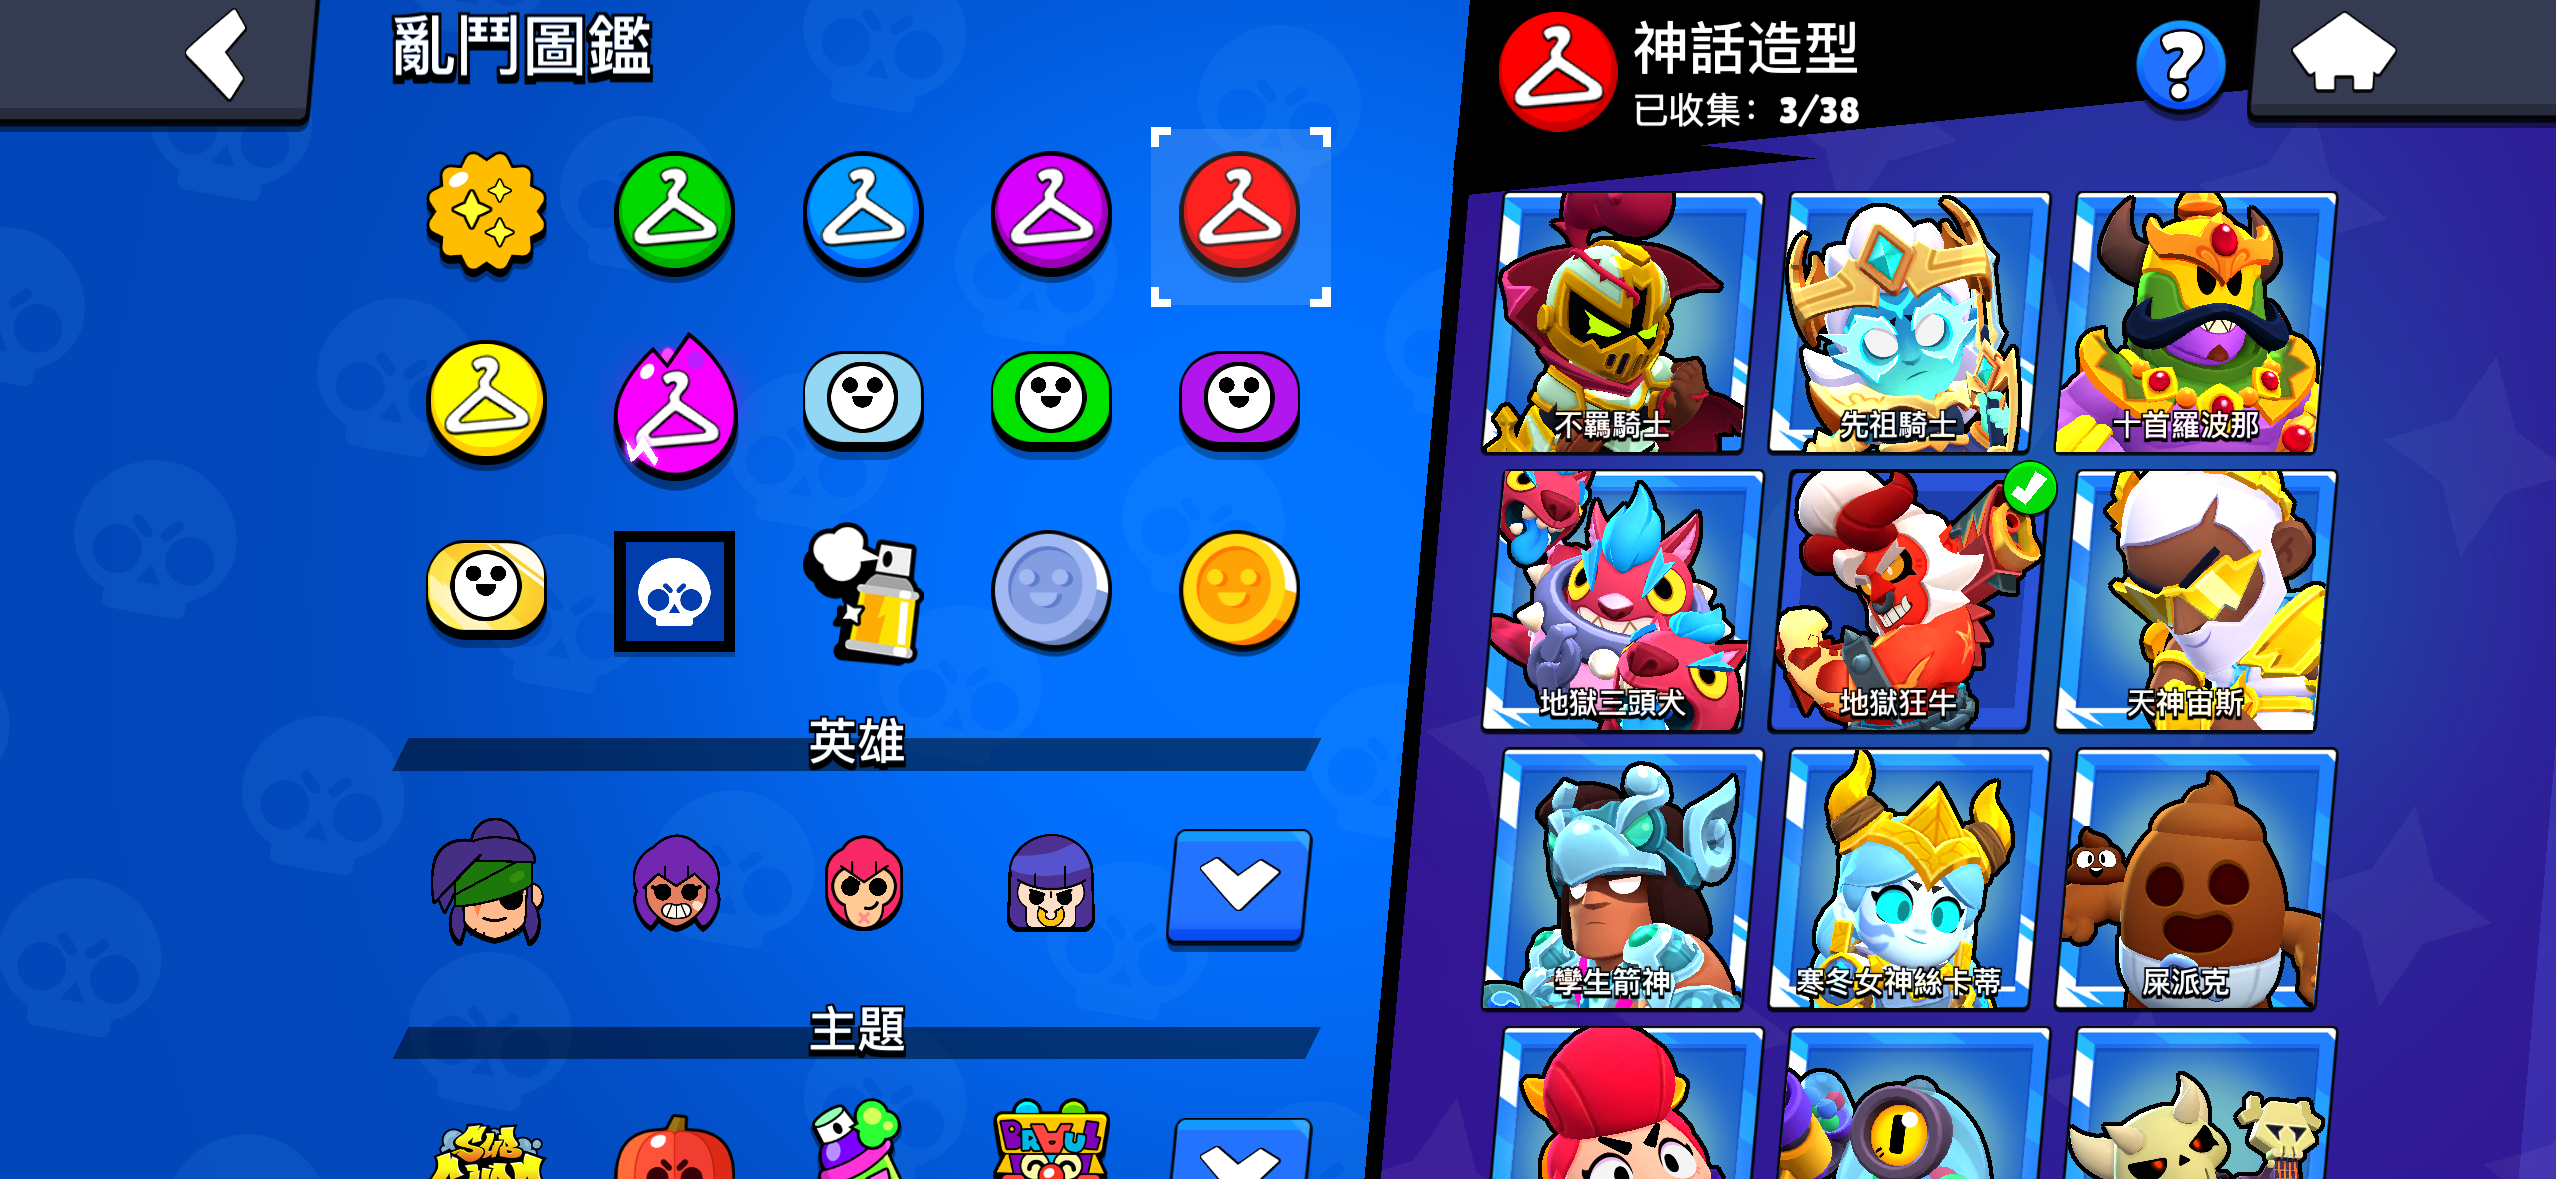 亂鬥圖鑑
神話造型
已收集：3/38
不羈騎士
先祖騎士
十首羅波那
地獄三頭犬
地獄狂牛
天神宙斯
孿生箭神
寒冬女神絲卡蒂
屎派克
英雄
主題
SUB
BRAWL